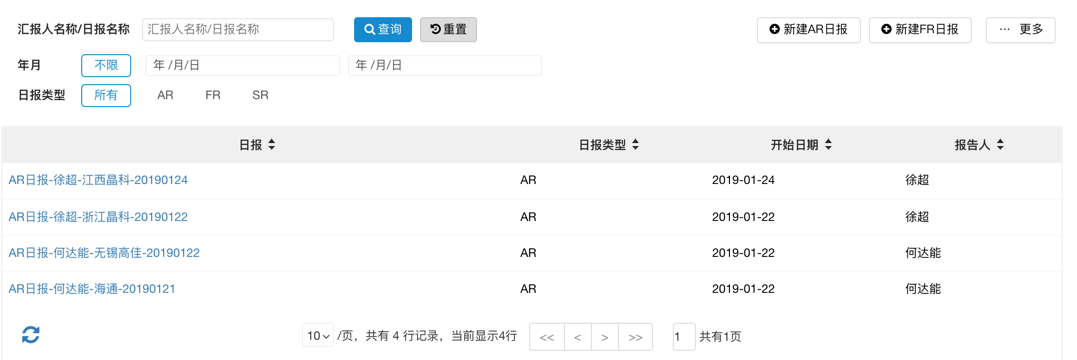 汇报人名称/日报名称 汇报人名称/日报名称 查询 重置 新建AR日报 新建FR日报 ··· 更多
年月 不限 年 /月/日 年 /月/日
日报类型 所有 AR FR SR
日报 日报类型 开始日期 报告人
AR日报-徐超-江西晶科-20190124 AR 2019-01-24 徐超
AR日报-徐超-浙江晶科-20190122 AR 2019-01-22 徐超
AR日报-何达能-无锡高佳-20190122 AR 2019-01-22 何达能
AR日报-何达能-海通-20190121 AR 2019-01-22 何达能
10 /页，共有 4 行记录，当前显示4行 << < > >> 1 共有1页